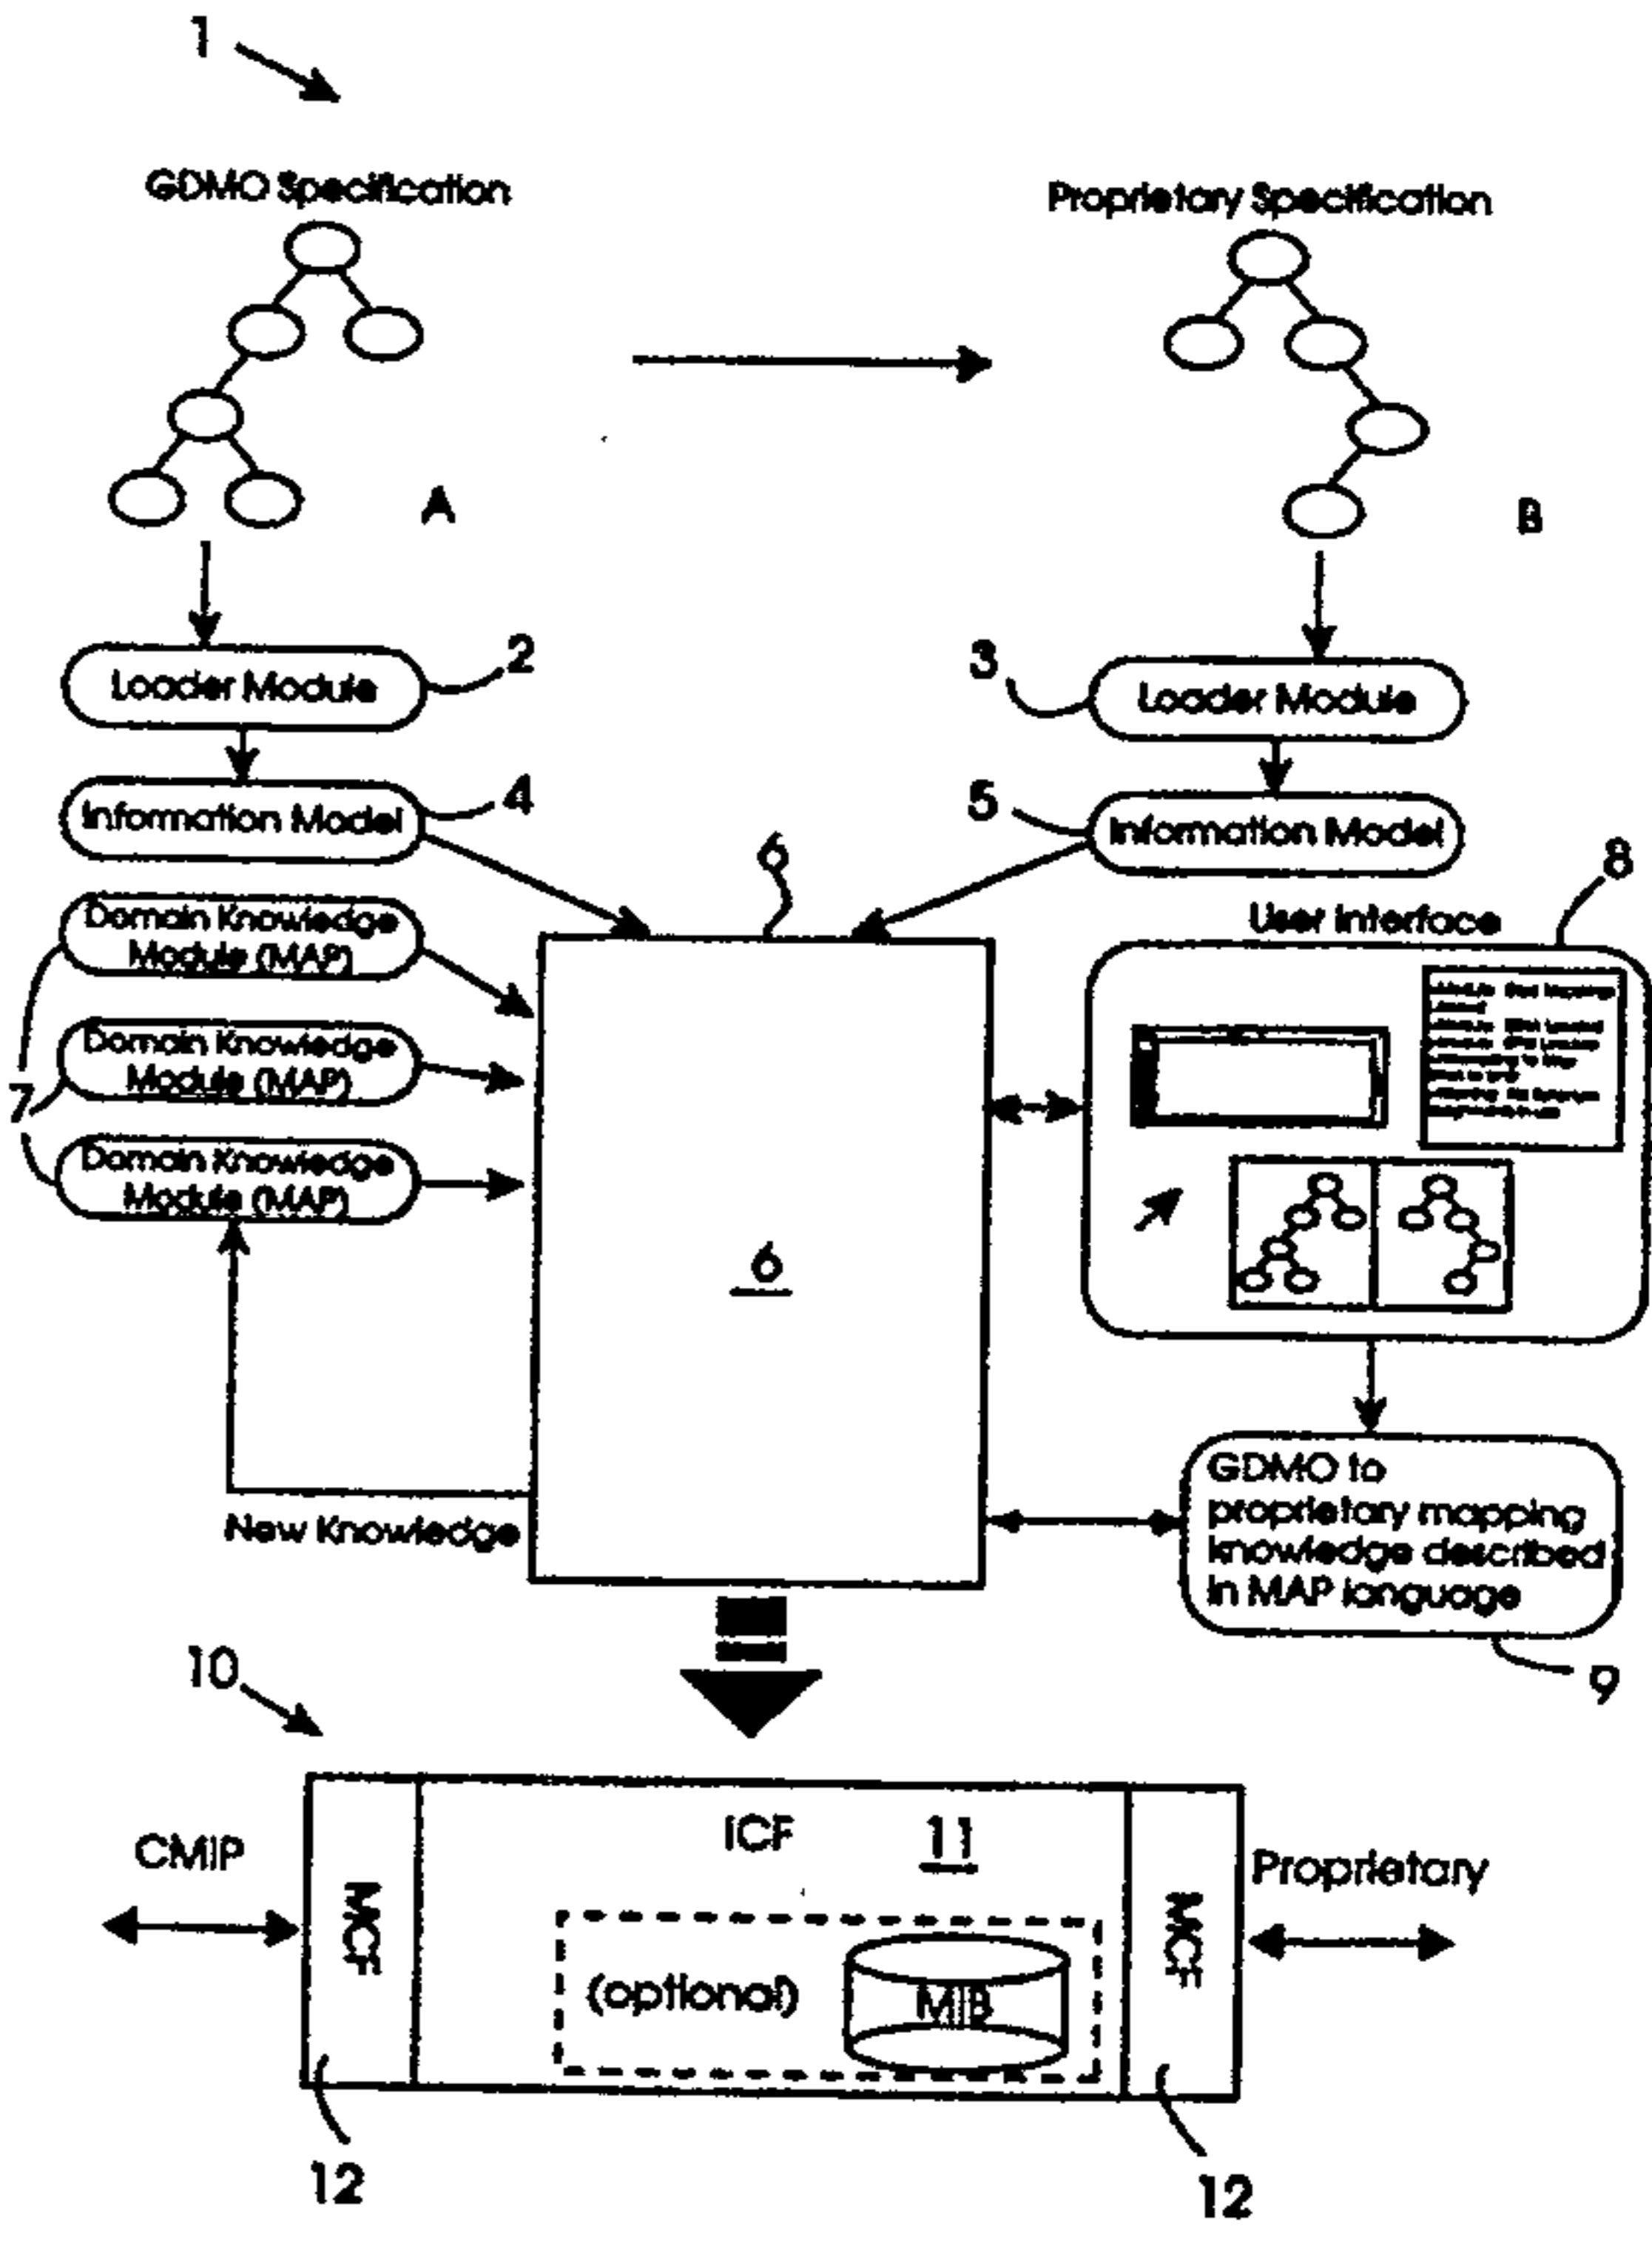 1
GDMO Specification
Proprietary Specification
A
B
Loader Module
2
3
Loader Module
Information Model
4
5
Information Model
6
8
User Interface
Domain Knowledge
Module (MAP)
Domain Knowledge
Module (MAP)
7
Domain Knowledge
Module (MAP)
6
New Knowledge
GDMO to
proprietary mapping
knowledge described
in MAP language
9
10
CMIP
MCF
ICF
11
MCF
Proprietary
(optional)
MIB
12
12